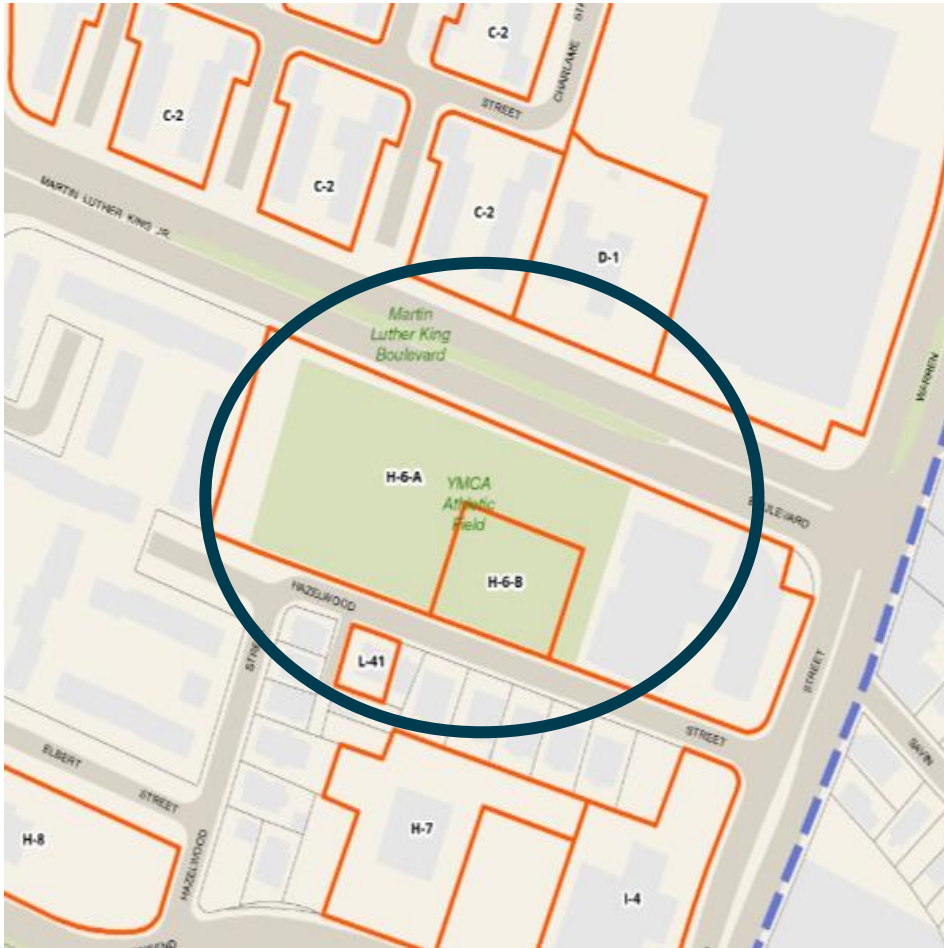 C-2
CHARLAME
STREET
C-2
C-2
C-2
MARTIN LUTHER KING JR.
D-1
Martin
Luther King
Boulevard
WARREN
H-6-A
YMCA
Athletic
Field
BOULEVARD
H-6-B
HAZELWOOD
L-41
STREET
STREET
SAVIN
ELBERT
STREET
H-7
H-8
HAZELWOOD
I-4